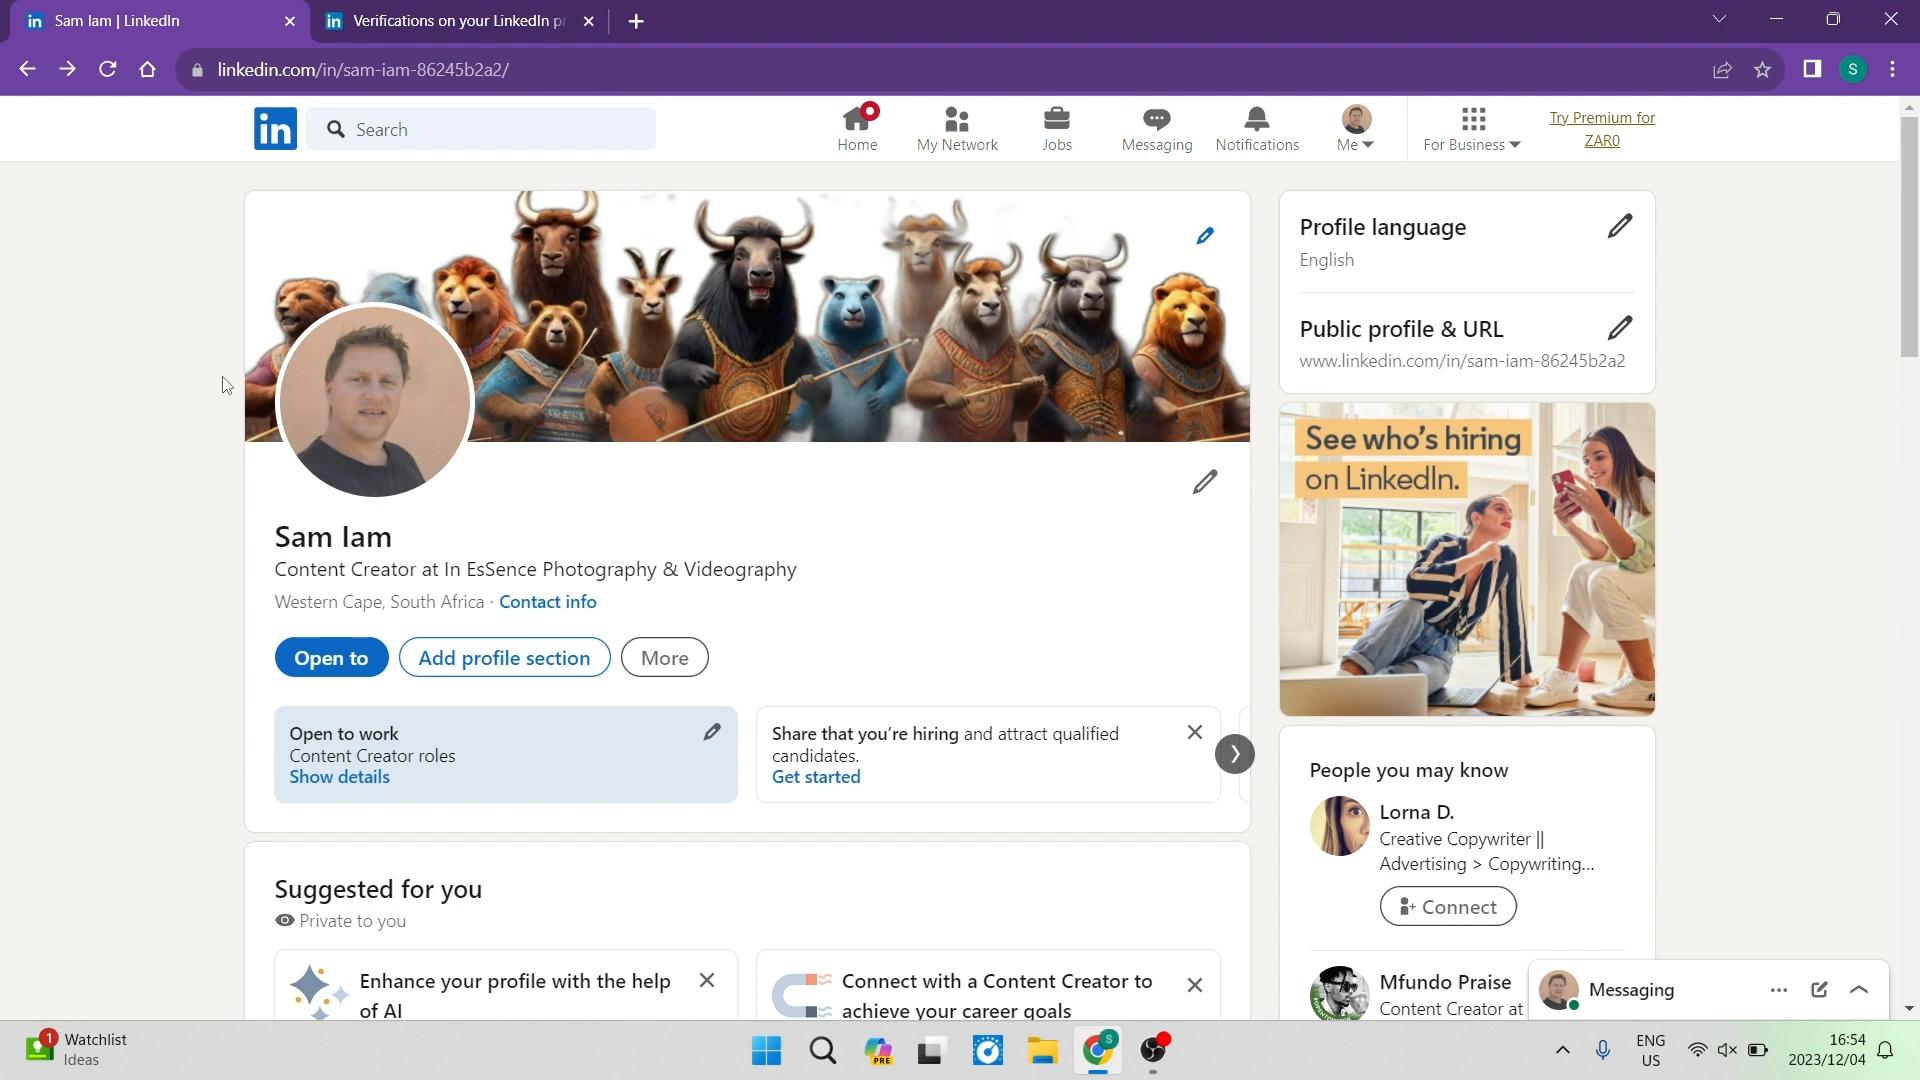 Sam Iam | LinkedIn
Verifications on your LinkedIn pr
linkedin.com/in/sam-iam-86245b2a2/
S
in
Search
Home
My Network
Jobs
Messaging
Notifications
Me
For Business
Try Premium for
ZAR0
Profile language
English
Public profile & URL
www.linkedin.com/in/sam-iam-86245b2a2
See who's hiring
on LinkedIn.
Sam Iam
Content Creator at In EsSence Photography & Videography
Western Cape, South Africa · Contact info
Open to
Add profile section
More
Open to work
Content Creator roles
Show details
Share that you're hiring and attract qualified
candidates.
Get started
People you may know
Lorna D.
Creative Copywriter ||
Advertising > Copywriting...
Connect
Suggested for you
Private to you
Enhance your profile with the help
of AI
Connect with a Content Creator to
achieve your career goals
Mfundo Praise
Content Creator at
Messaging
1
Watchlist
Ideas
PRE
S
ENG
US
16:54
2023/12/04